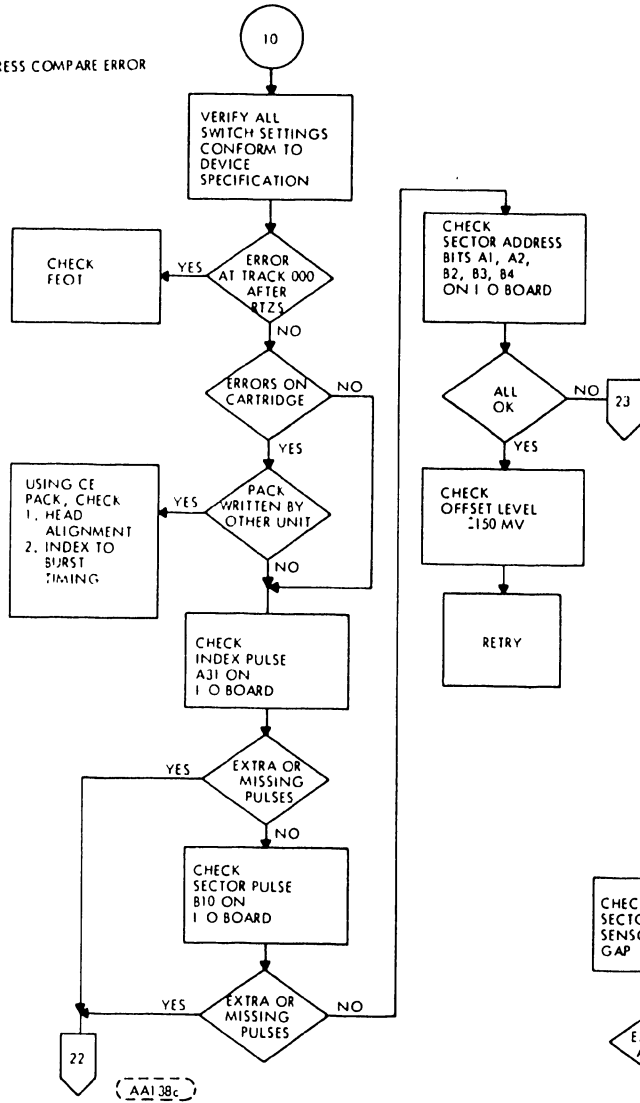 10
RESS COMPARE ERROR
VERIFY ALL
SWITCH SETTINGS
CONFORM TO
DEVICE
SPECIFICATION
ERROR
AT TRACK 000
AFTER
RTZS
YES
CHECK
FEOT
NO
ERRORS ON
CARTRIDGE
NO
YES
PACK
WRITTEN BY
OTHER UNIT
YES
USING CE
PACK, CHECK
1. HEAD
ALIGNMENT
2. INDEX TO
BURST
TIMING
NO
CHECK
INDEX PULSE
A31 ON
I O BOARD
EXTRA OR
MISSING
PULSES
YES
NO
CHECK
SECTOR PULSE
B10 ON
I O BOARD
EXTRA OR
MISSING
PULSES
YES
NO
22
AA138c
CHECK
SECTOR ADDRESS
BITS A1, A2,
B2, B3, B4
ON I O BOARD
ALL
OK
NO
23
YES
CHECK
OFFSET LEVEL
150 MV
RETRY
CHEC
SECTO
SENSO
GAP
E
A